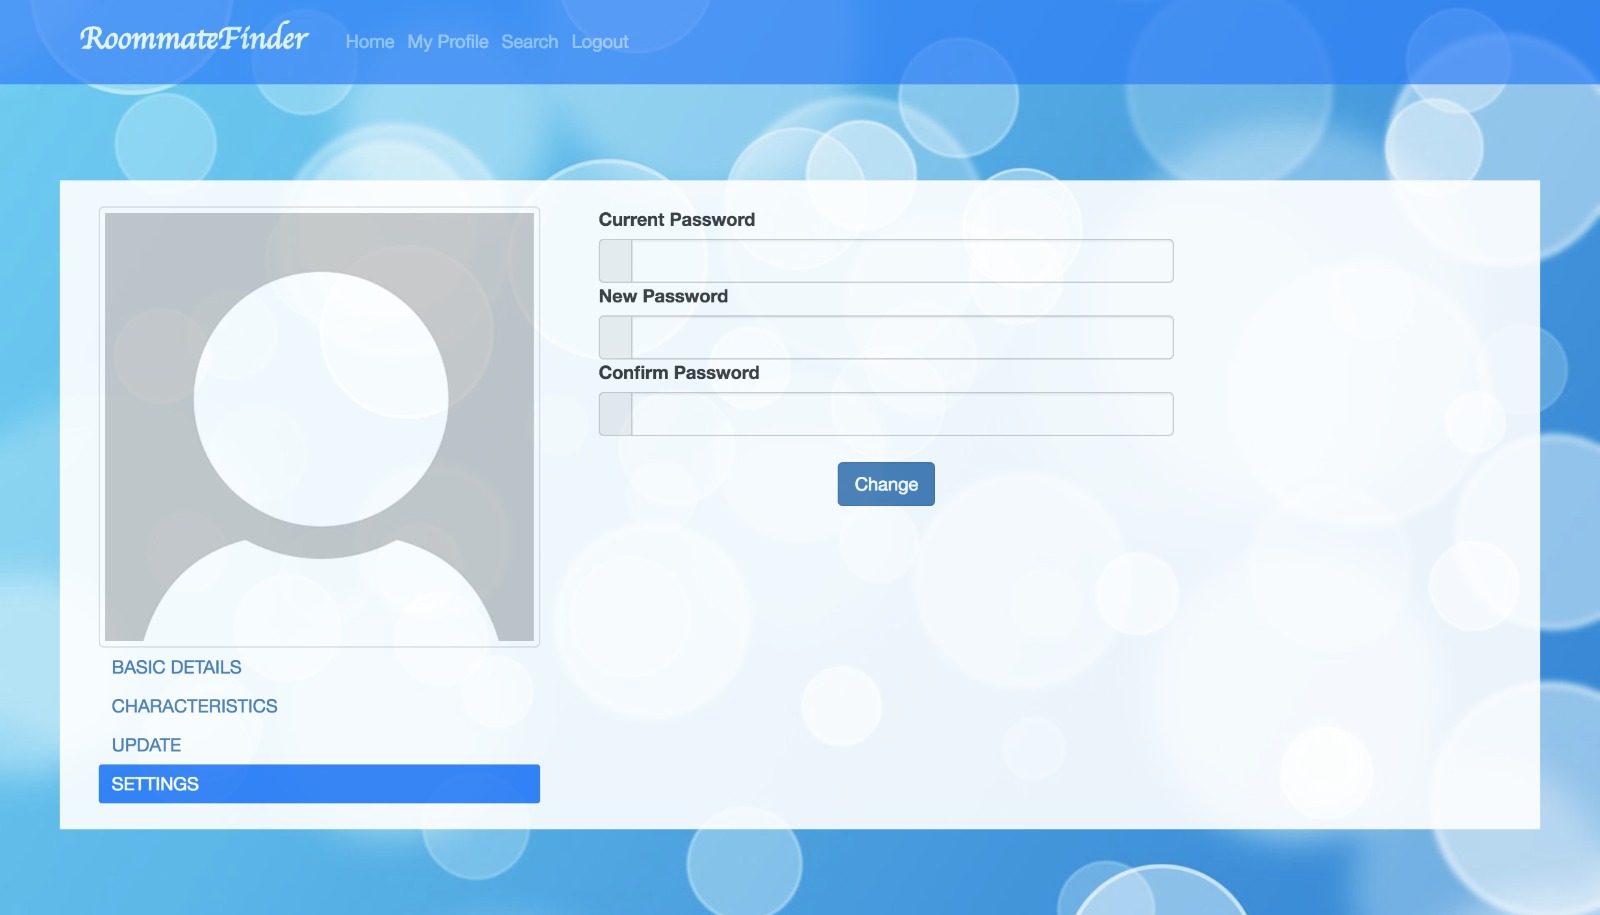 RoommateFinder Home My Profile Search Logout
Current Password
New Password
Confirm Password
Change
BASIC DETAILS
CHARACTERISTICS
UPDATE
SETTINGS